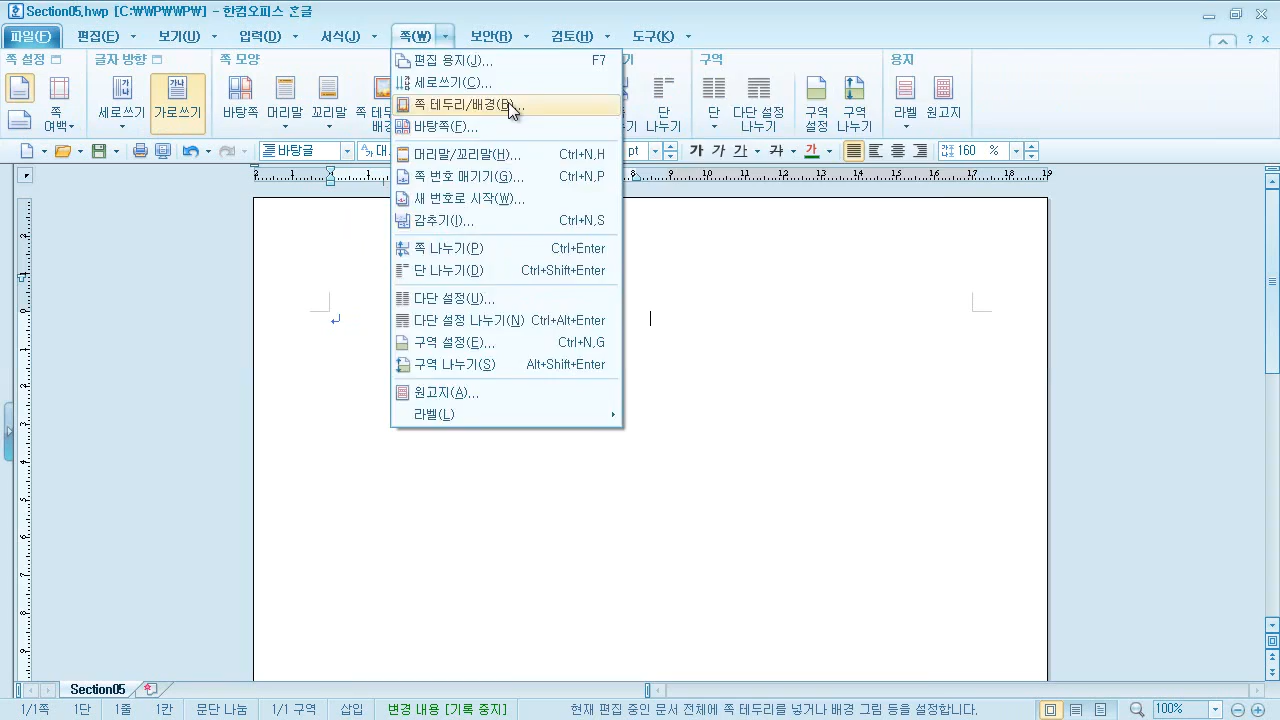 Section05.hwp [C:\WPWWPW] - 한컴오피스 흔글
파일(F) 편집(E) 보기(U) 입력(D) 서식(J) 쪽(W) 보안(R) 검토(H) 도구(K)
쪽 설정 글자 방향 쪽 모양 구역 용지
쪽 여백 세로쓰기 가로쓰기 바탕쪽 머리말 꼬리말 단 나누기 단 다단 설정 나누기 구역 설정 구역 나누기 라벨 원고지
바탕글 pt 가 가 가 가 가 160 %
편집 용지(J)... F7
세로쓰기(C)...
쪽 테두리/배경(B)...
바탕쪽(F)...
머리말/꼬리말(H)... Ctrl+N,H
쪽 번호 매기기(G)... Ctrl+N,P
새 번호로 시작(W)...
감추기(I)... Ctrl+N,S
쪽 나누기(P) Ctrl+Enter
단 나누기(D) Ctrl+Shift+Enter
다단 설정(U)...
다단 설정 나누기(N) Ctrl+Alt+Enter
구역 설정(E)... Ctrl+N,G
구역 나누기(S) Alt+Shift+Enter
원고지(A)...
라벨(L)
Section05
1/1쪽 1단 1줄 1칸 문단 나눔 1/1 구역 삽입 변경 내용 [기록 중지] 현재 편집 중인 문서 전체에 쪽 테두리를 넣거나 배경 그림 등을 설정합니다. 100%